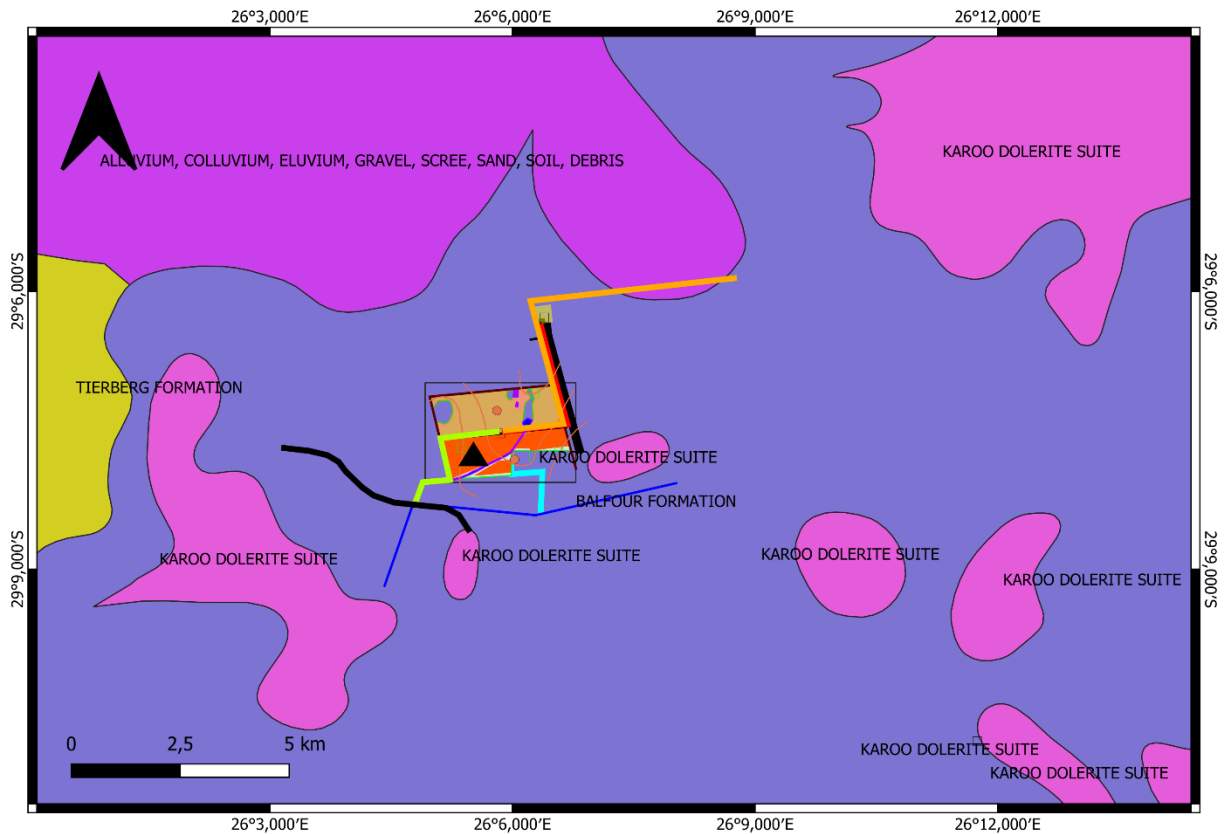 26°3,000'E
26°6,000'E
26°9,000'E
26°12,000'E
ALLUVIUM, COLLUVIUM, ELUVIUM, GRAVEL, SCREE, SAND, SOIL, DEBRIS
KAROO DOLERITE SUITE
29°6,000'S
29°6,000'S
TIERBERG FORMATION
KAROO DOLERITE SUITE
BALFOUR FORMATION
KAROO DOLERITE SUITE
KAROO DOLERITE SUITE
KAROO DOLERITE SUITE
KAROO DOLERITE SUITE
29°9,000'S
29°9,000'S
KAROO DOLERITE SUITE
KAROO DOLERITE SUITE
0 2,5 5 km
26°3,000'E
26°6,000'E
26°9,000'E
26°12,000'E